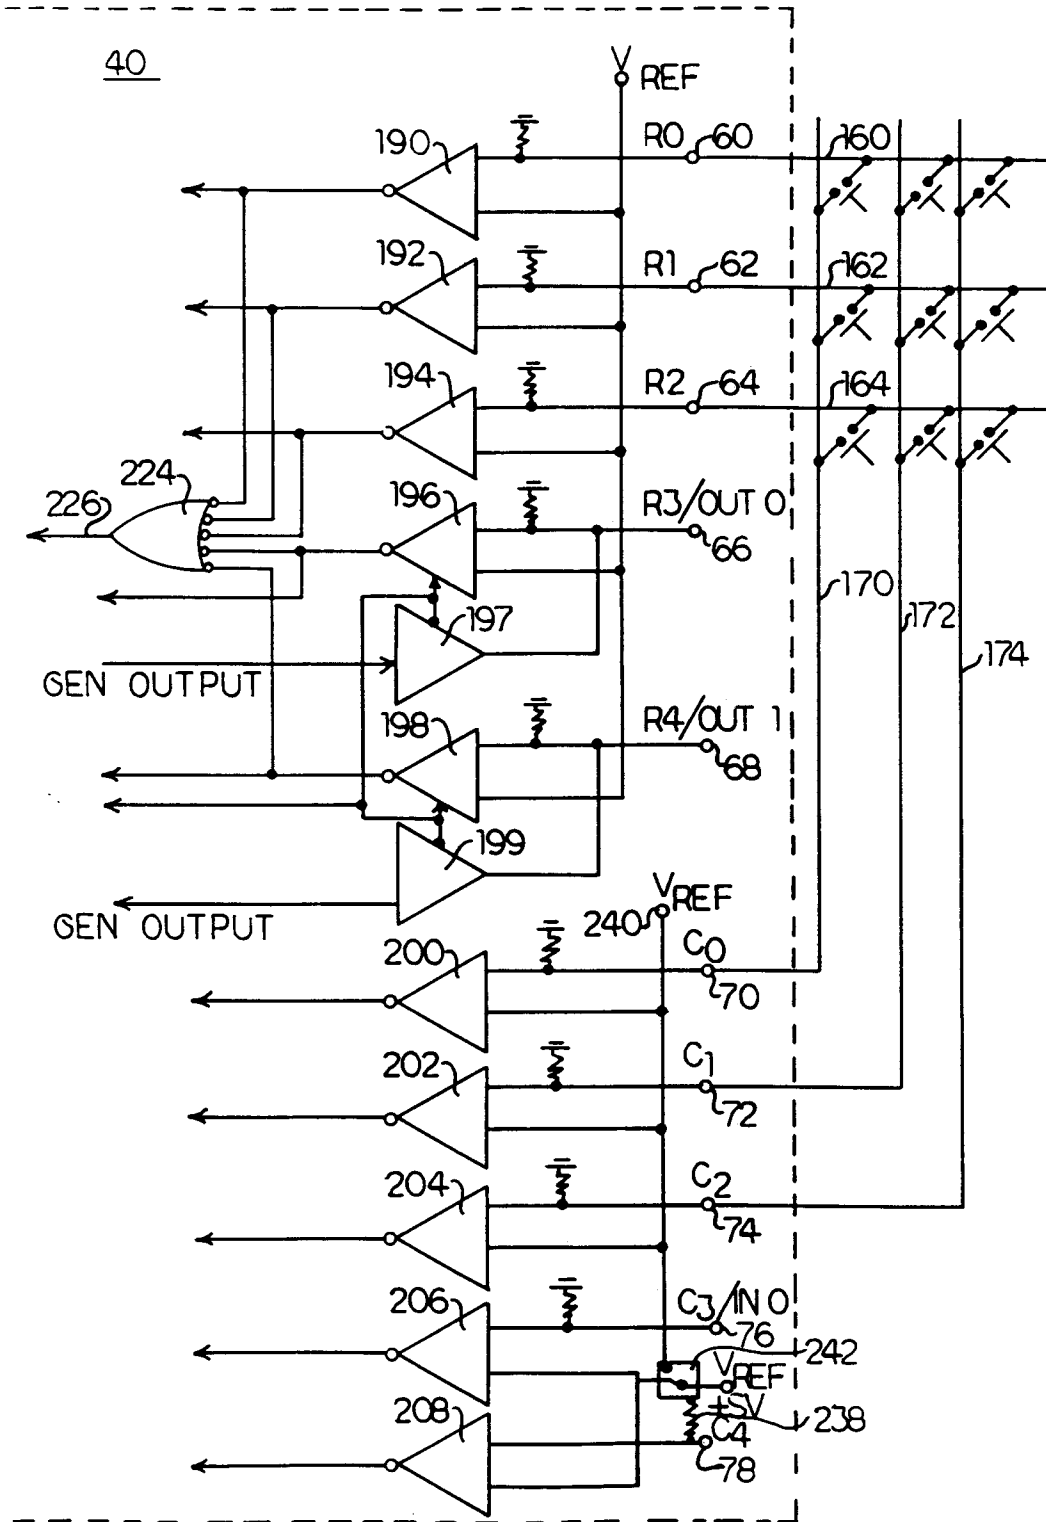 40
V
REF
190
R0
60
160
192
R1
62
162
194
R2
64
164
224
226
196
R3/OUT 0
66
170
197
172
GEN OUTPUT
174
198
R4/OUT 1
68
199
GEN OUTPUT
V
REF
240
200
C0
70
202
C1
72
204
C2
74
206
C3/IN 0
76
242
V
REF
208
+5V
238
C4
78